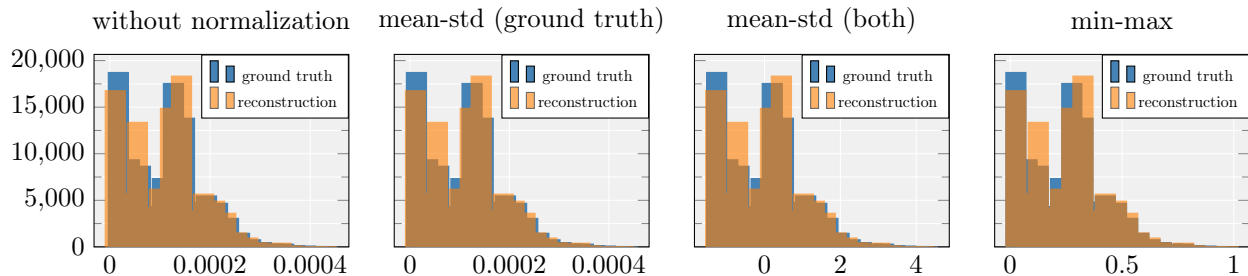 without normalization
mean-std (ground truth)
mean-std (both)
min-max
20,000
15,000
10,000
5,000
0
ground truth
reconstruction
ground truth
reconstruction
ground truth
reconstruction
ground truth
reconstruction
0 0.0002 0.0004
0 0.0002 0.0004
0 2 4
0 0.5 1